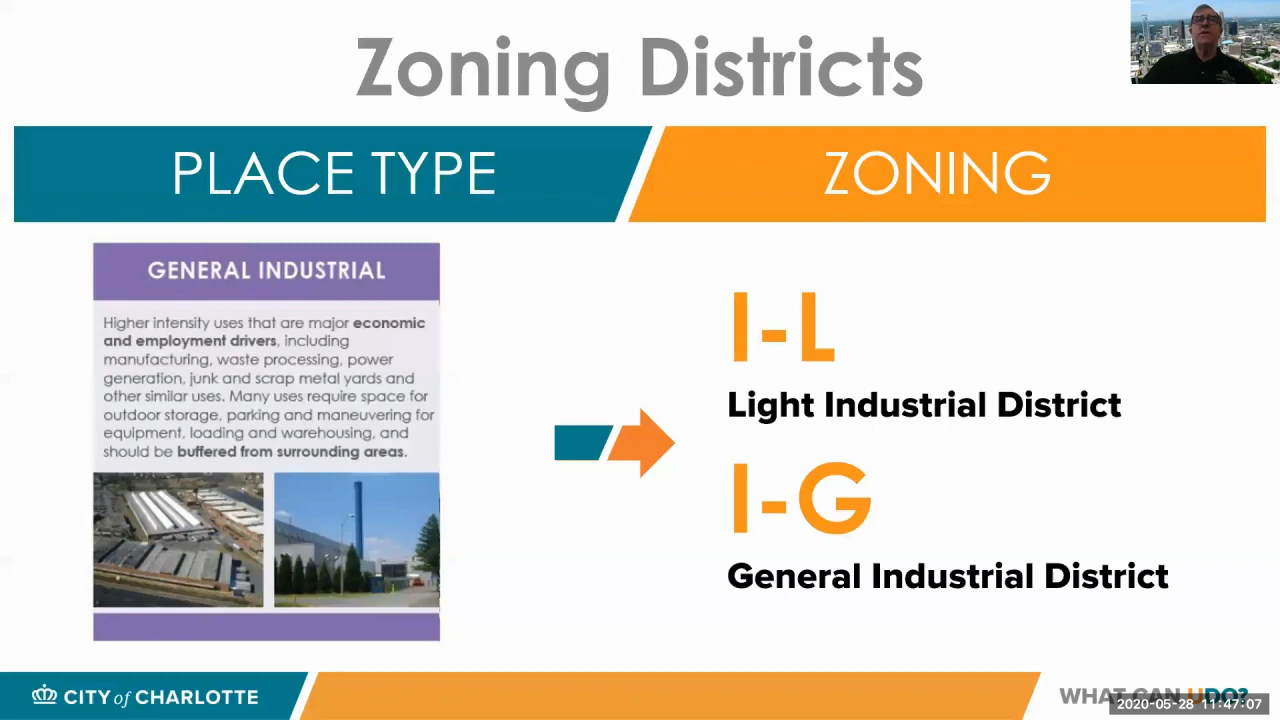 Zoning Districts
PLACE TYPE
ZONING
GENERAL INDUSTRIAL
Higher intensity uses that are major economic
and employment drivers, including
manufacturing, waste processing, power
generation, junk and scrap metal yards and
other similar uses. Many uses require space for
outdoor storage, parking and maneuvering for
equipment, loading and warehousing, and
should be buffered from surrounding areas.
I-L
Light Industrial District
I-G
General Industrial District
CITY of CHARLOTTE
WHAT CAN UDO?
2020-05-28 11:47:07